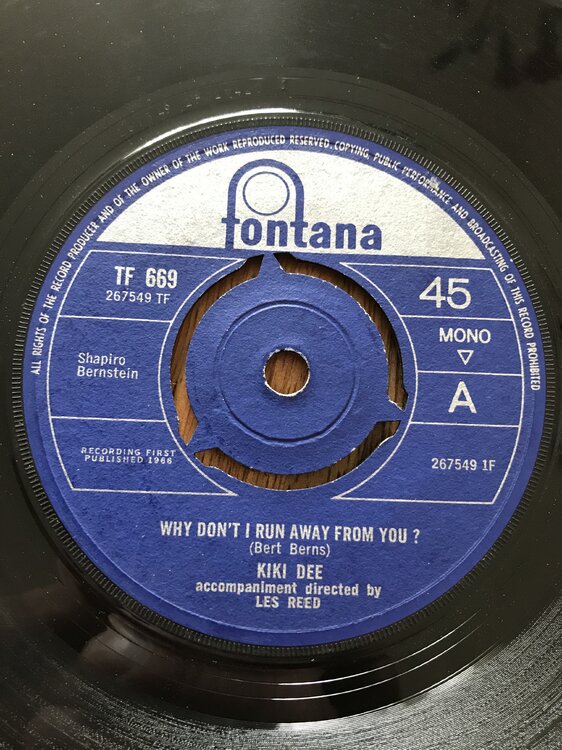 ALL RIGHTS OF THE RECORD PRODUCER AND OF THE OWNER OF THE WORK REPRODUCED RESERVED. COPYING, PUBLIC PERFORMANCE AND BROADCASTING OF THIS RECORD PROHIBITED
fontana
TF 669
267549 TF
45
MONO
A
Shapiro
Bernstein
RECORDING FIRST
PUBLISHED 1966
267549 1F
WHY DON'T I RUN AWAY FROM YOU ?
(Bert Berns)
KIKI DEE
accompaniment directed by
LES REED